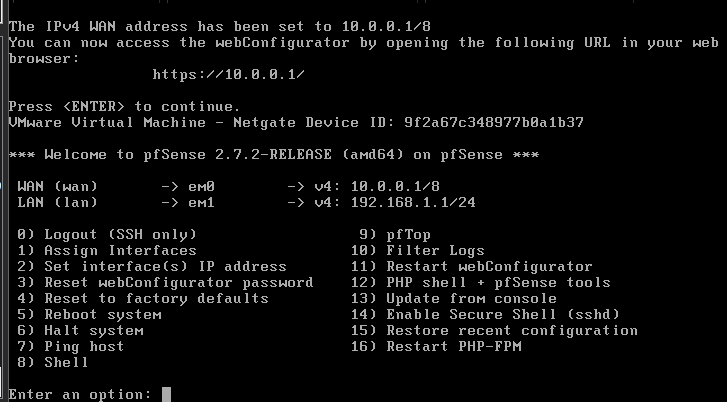 The IPv4 WAN address has been set to 10.0.0.1/8
You can now access the webConfigurator by opening the following URL in your web
browser:
https://10.0.0.1/
Press <ENTER> to continue.
VMware Virtual Machine - Netgate Device ID: 9f2a67c348977b0a1b37
*** Welcome to pfSense 2.7.2-RELEASE (amd64) on pfSense ***
WAN (wan) -> em0 -> v4: 10.0.0.1/8
LAN (lan) -> em1 -> v4: 192.168.1.1/24
0) Logout (SSH only) 9) pfTop
1) Assign Interfaces 10) Filter Logs
2) Set interface(s) IP address 11) Restart webConfigurator
3) Reset webConfigurator password 12) PHP shell + pfSense tools
4) Reset to factory defaults 13) Update from console
5) Reboot system 14) Enable Secure Shell (sshd)
6) Halt system 15) Restore recent configuration
7) Ping host 16) Restart PHP-FPM
8) Shell
Enter an option: